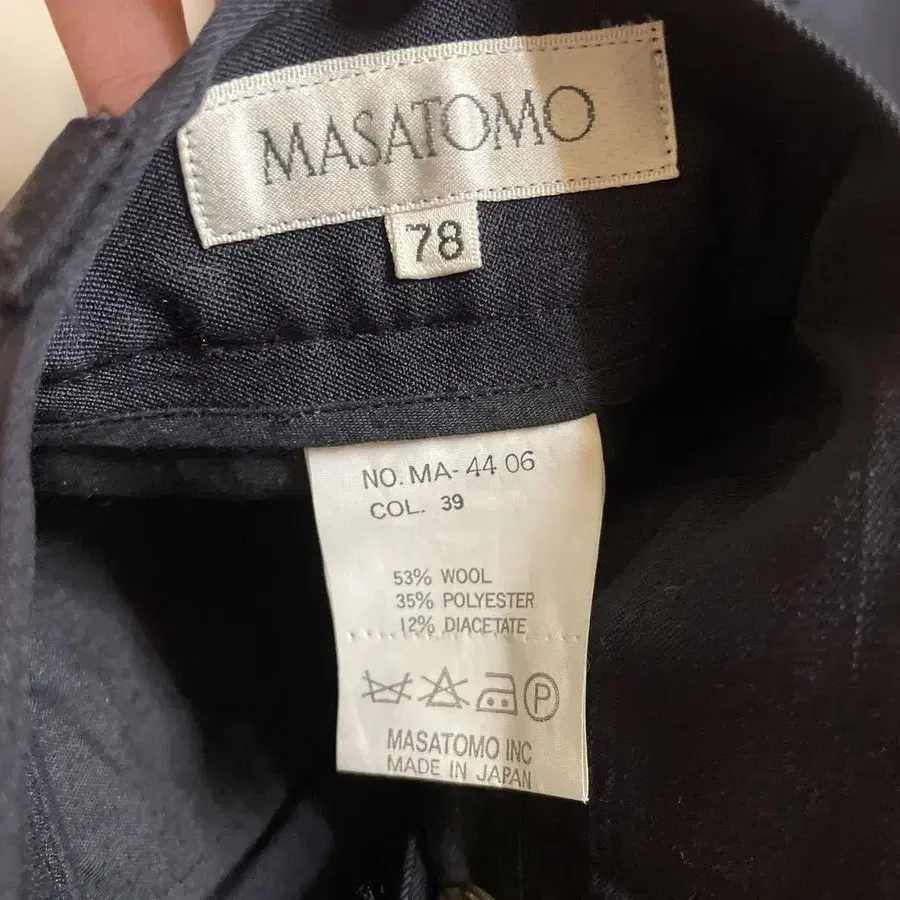 MASATOMO
78
NO. MA- 44 06
COL. 39
53% WOOL
35% POLYESTER
12% DIACETATE
P
MASATOMO INC
MADE IN JAPAN